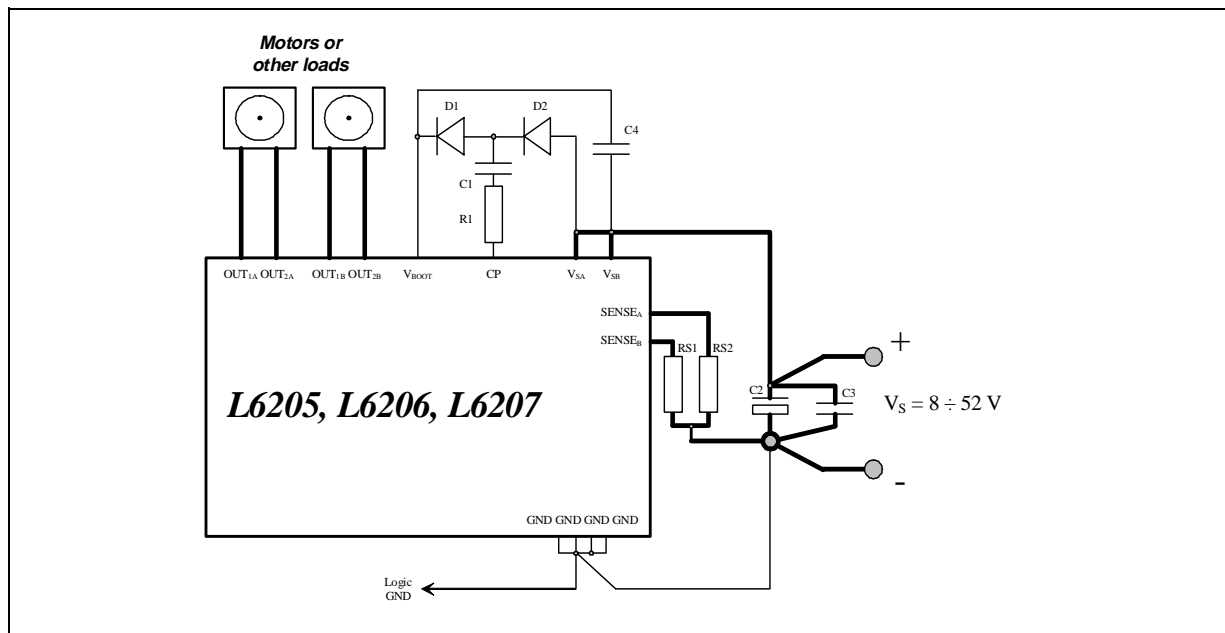 Motors or
other loads
D1
D2
C4
C1
R1
OUT1A OUT2A OUT1B OUT2B VBOOT CP VSA VSB
SENSEA
SENSEB
RS1 RS2
+
C2
C3
VS = 8 ÷ 52 V
L6205, L6206, L6207
-
GND GND GND GND
Logic
GND